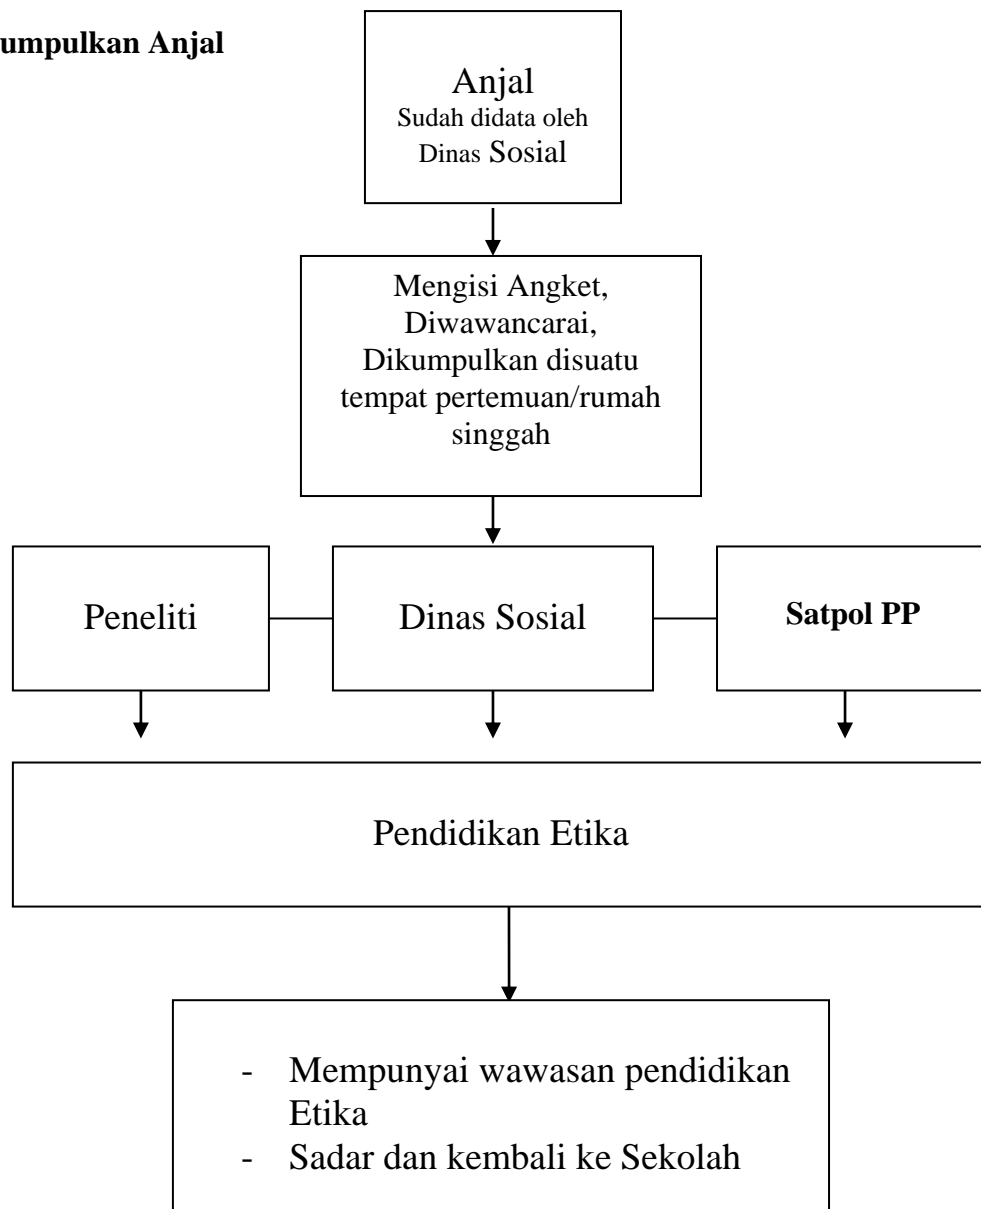 umpulkan Anjal
Anjal
Sudah didata oleh
Dinas Sosial
Mengisi Angket,
Diwawancarai,
Dikumpulkan disuatu
tempat pertemuan/rumah
singgah
Peneliti
Dinas Sosial
Satpol PP
Pendidikan Etika
- Mempunyai wawasan pendidikan
Etika
- Sadar dan kembali ke Sekolah